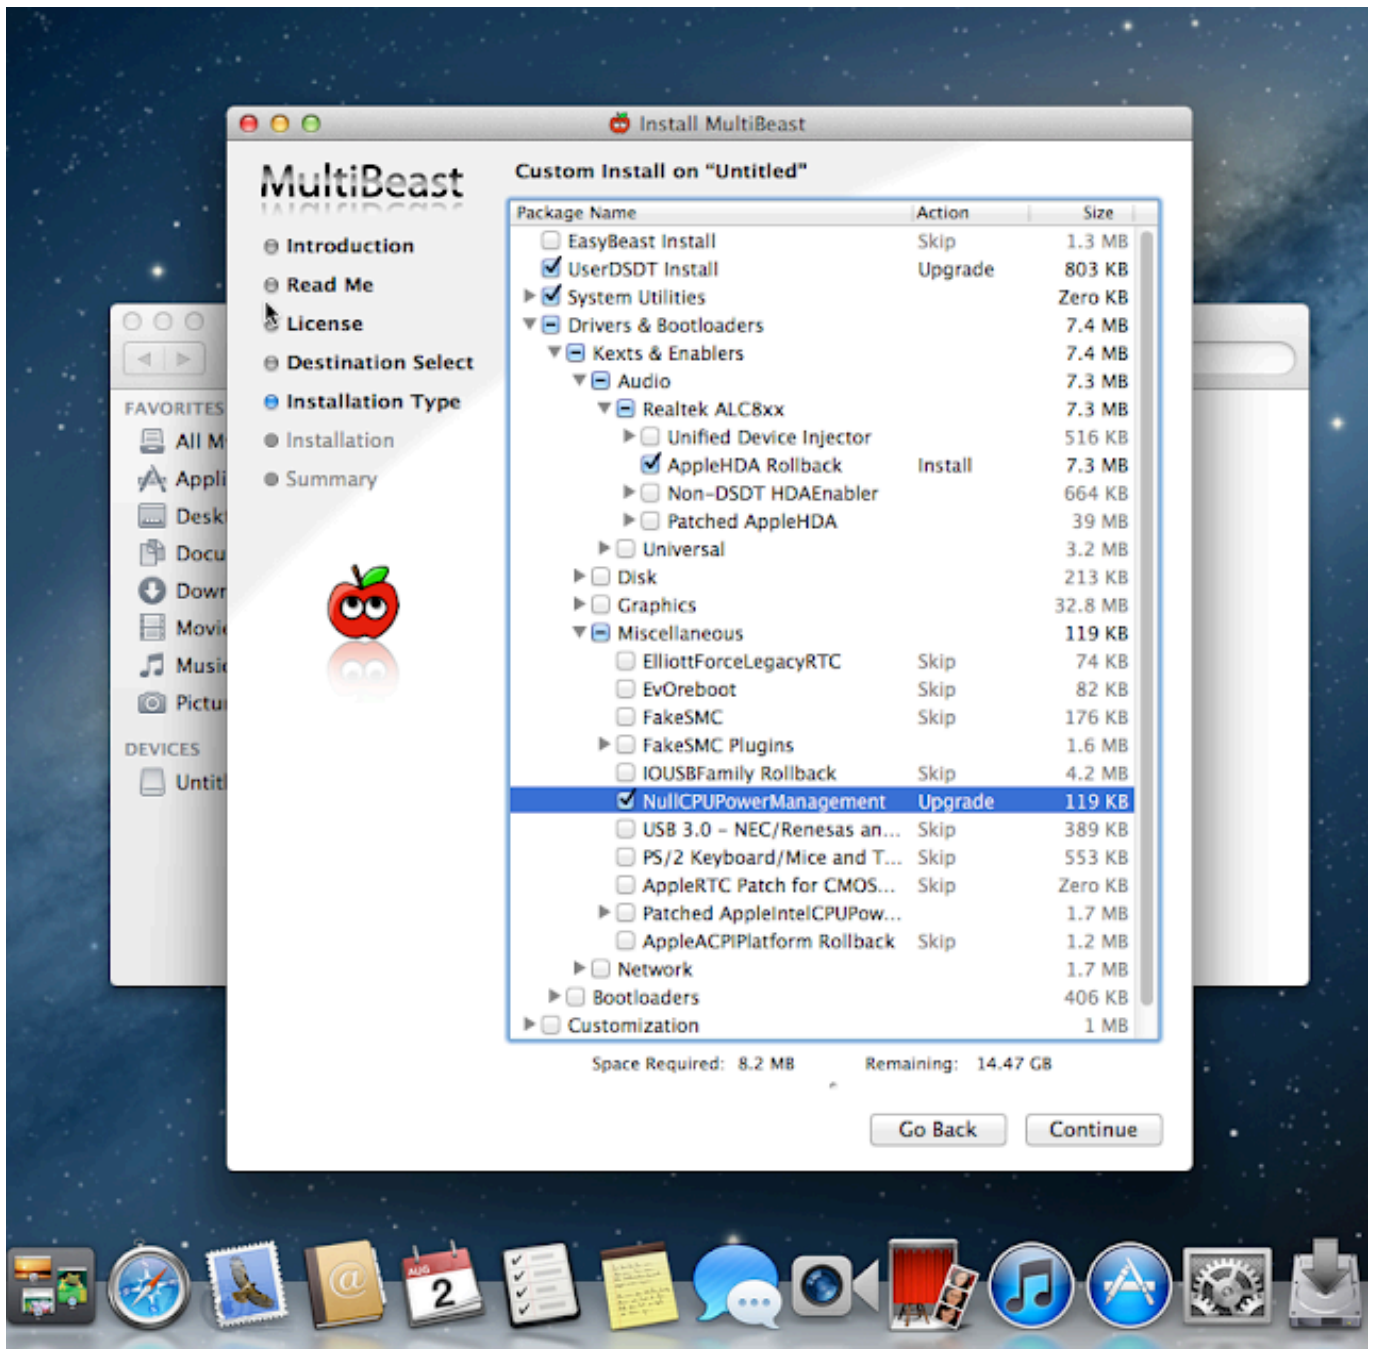 Install MultiBeast
MultiBeast
Introduction
Read Me
License
Destination Select
Installation Type
Installation
Summary
Custom Install on “Untitled”
Package Name Action Size
EasyBeast Install Skip 1.3 MB
UserDSDT Install Upgrade 803 KB
System Utilities Zero KB
Drivers & Bootloaders 7.4 MB
Kexts & Enablers 7.4 MB
Audio 7.3 MB
Realtek ALC8xx 7.3 MB
Unified Device Injector 516 KB
AppleHDA Rollback Install 7.3 MB
Non-DSDT HDAEnabler 664 KB
Patched AppleHDA 39 MB
Universal 3.2 MB
Disk 213 KB
Graphics 32.8 MB
Miscellaneous 119 KB
ElliottForceLegacyRTC Skip 74 KB
EvOreboot Skip 82 KB
FakeSMC Skip 176 KB
FakeSMC Plugins 1.6 MB
IOUSBFamily Rollback Skip 4.2 MB
NullCPUPowerManagement Upgrade 119 KB
USB 3.0 – NEC/Renesas an... Skip 389 KB
PS/2 Keyboard/Mice and T... Skip 553 KB
AppleRTC Patch for CMOS... Skip Zero KB
Patched AppleIntelCPUPow... 1.7 MB
AppleACPIPlatform Rollback Skip 1.2 MB
Network 1.7 MB
Bootloaders 406 KB
Customization 1 MB
Space Required: 8.2 MB Remaining: 14.47 GB
Go Back Continue
FAVORITES
All M
Appli
Desk
Docu
Down
Movie
Music
Pictu
DEVICES
Untitl
AUG
2